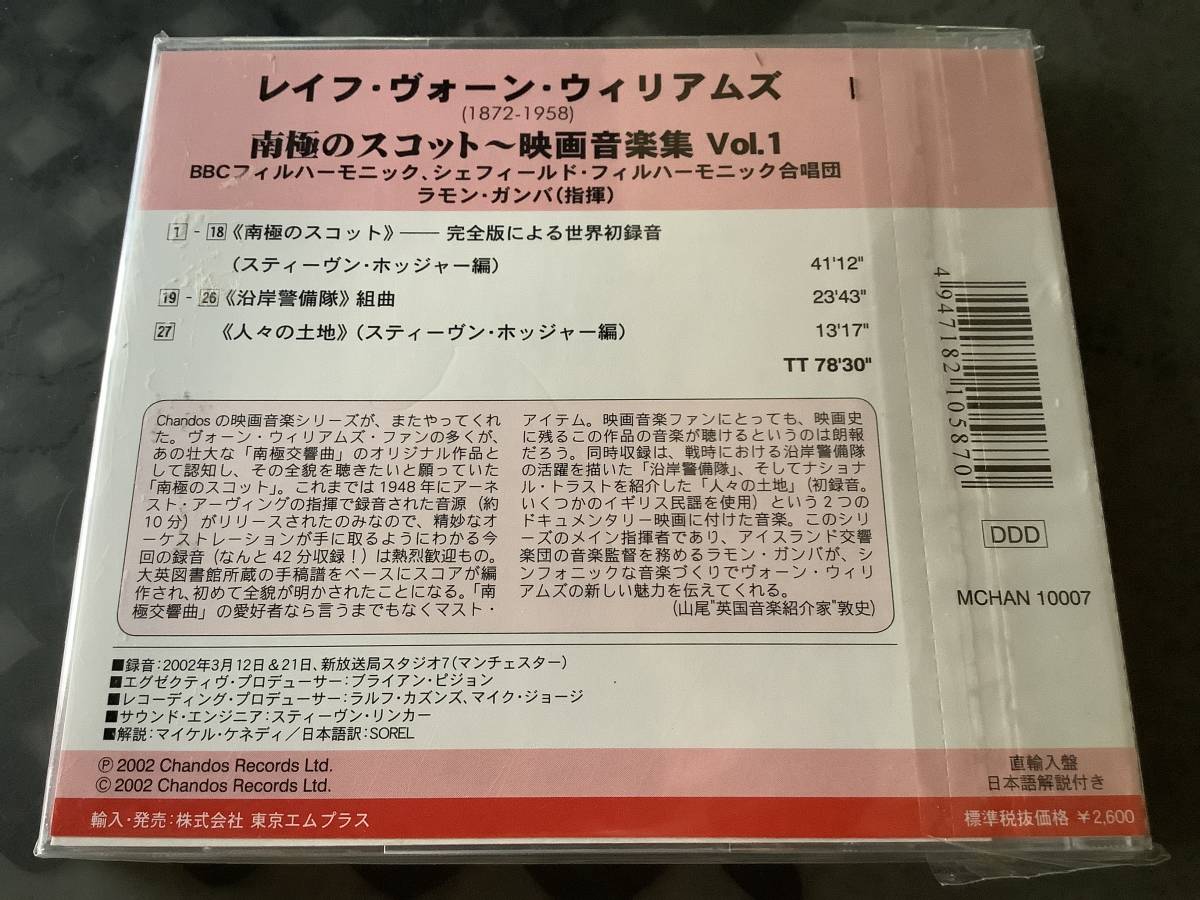 レイフ・ヴォーン・ウィリアムズ
(1872-1958)
南極のスコット～映画音楽集 Vol.1
BBCフィルハーモニック、シェフィールド・フィルハーモニック合唱団
ラモン・ガンバ(指揮)
1 - 18 《南極のスコット》―― 完全版による世界初録音
(スティーヴン・ホッジャー編) 41'12"
19 - 26 《沿岸警備隊》組曲 23'43"
27 《人々の土地》(スティーヴン・ホッジャー編) 13'17"
TT 78'30"
Chandosの映画音楽シリーズが、またやってくれ
た。ヴォーン・ウィリアムズ・ファンの多くが、
あの壮大な「南極交響曲」のオリジナル作品と
して認知し、その全貌を聴きたいと願っていた
「南極のスコット」。これまでは1948年にアーネ
スト・アーヴィングの指揮で録音された音源（約
10分）がリリースされたのみなので、精妙なオ
ーケストレーションが手に取るようにわかる今
回の録音（なんと42分収録！）は熱烈歓迎もの。
大英図書館所蔵の手稿譜をベースにスコアが編
作され、初めて全貌が明かされたことになる。「南
極交響曲」の愛好者なら言うまでもなくマスト・
アイテム。映画音楽ファンにとっても、映画史
に残るこの作品の音楽が聴けるというのは朗報
だろう。同時収録は、戦時における沿岸警備隊
の活躍を描いた「沿岸警備隊」、そしてナショナ
ル・トラストを紹介した「人々の土地」（初録音。
いくつかのイギリス民謡を使用）という2つの
ドキュメンタリー映画に付けた音楽。このシリ
ーズのメイン指揮者であり、アイスランド交響
楽団の音楽監督を務めるラモン・ガンバが、シ
ンフォニックな音楽づくりでヴォーン・ウィリ
アムズの新しい魅力を伝えてくれる。
(山尾"英国音楽紹介家"敦史)
■録音：2002年3月12日＆21日、新放送局スタジオ7（マンチェスター）
■エグゼクティヴ・プロデューサー：ブライアン・ピジョン
■レコーディング・プロデューサー：ラルフ・カズンズ、マイク・ジョージ
■サウンド・エンジニア：スティーヴン・リンカー
■解説：マイケル・ケネディ／日本語訳：SOREL
℗ 2002 Chandos Records Ltd.
© 2002 Chandos Records Ltd.
輸入・発売：株式会社 東京エムプラス
4 947182 105870
DDD
MCHAN 10007
直輸入盤
日本語解説付き
標準税抜価格 ￥2,600